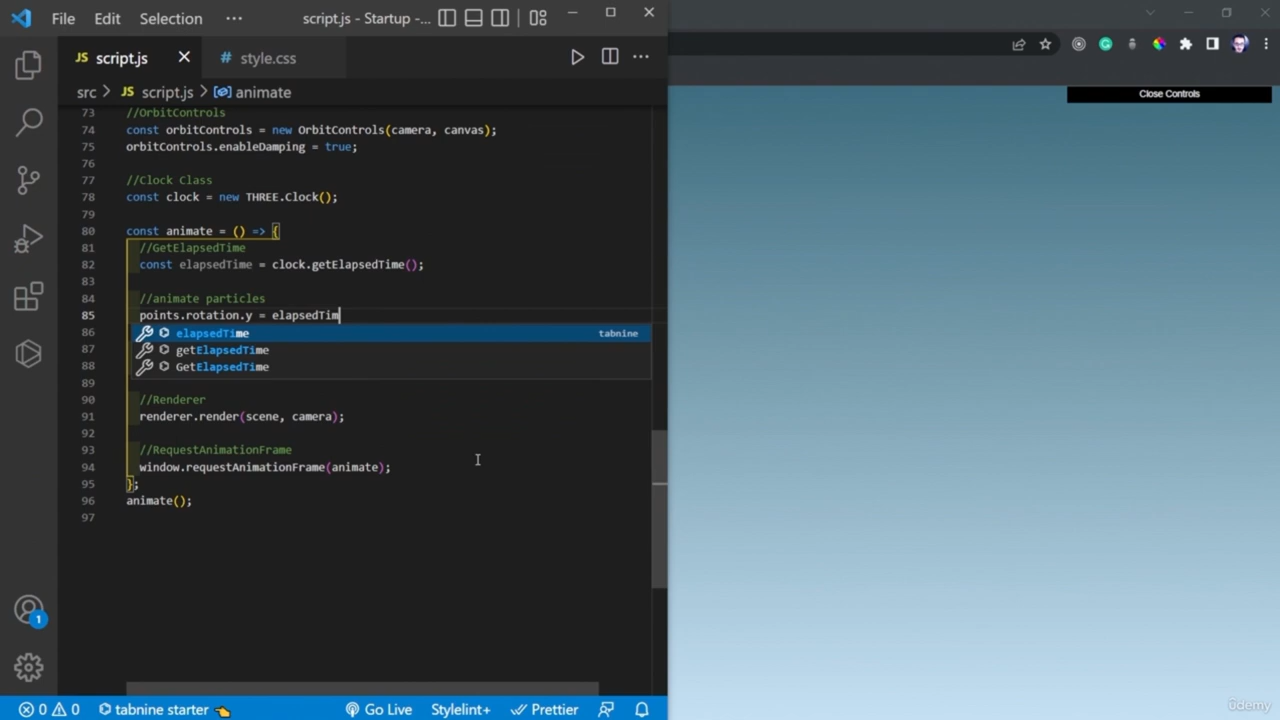 File Edit Selection ··· script.js - Startup -...
JS script.js × # style.css ···
src > JS script.js > animate
Close Controls
73 //OrbitControls
74 const orbitControls = new OrbitControls(camera, canvas);
75 orbitControls.enableDamping = true;
76
77 //Clock Class
78 const clock = new THREE.Clock();
79
80 const animate = () => {
81 //GetElapsedTime
82 const elapsedTime = clock.getElapsedTime();
83
84 //animate particles
85 points.rotation.y = elapsedTim
86 elapsedTime tabnine
87 getElapsedTime
88 GetElapsedTime
89
90 //Renderer
91 renderer.render(scene, camera);
92
93 //RequestAnimationFrame
94 window.requestAnimationFrame(animate);
95 };
96 animate();
97
1
0 0 tabnine starter Go Live Stylelint+ Prettier
ûdemy